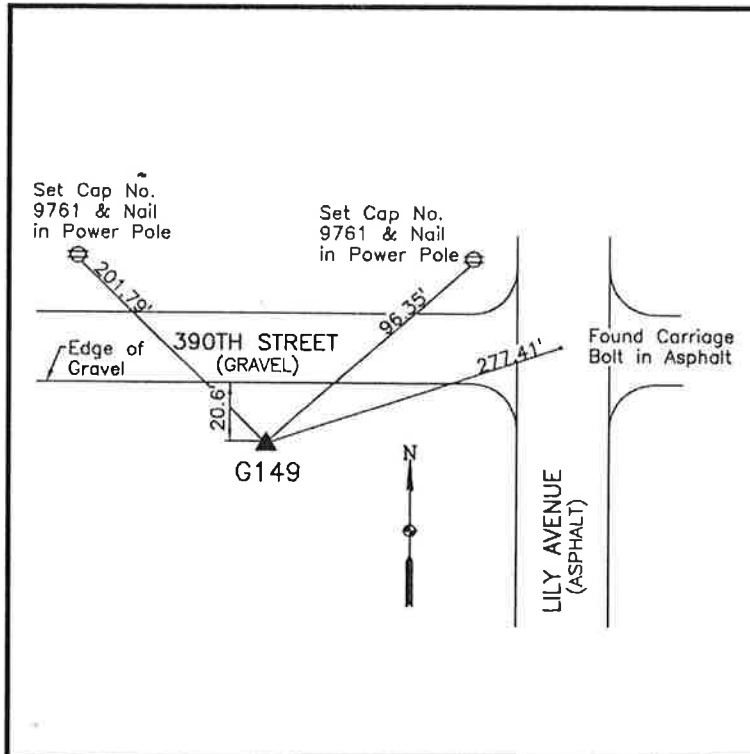 Set Cap No.
9761 & Nail
in Power Pole
Set Cap No.
9761 & Nail
in Power Pole
201.79'
96.35'
390TH STREET
(GRAVEL)
Edge of
Gravel
277.41'
Found Carriage
Bolt in Asphalt
20.6'
G149
N
LILY AVENUE
(ASPHALT)